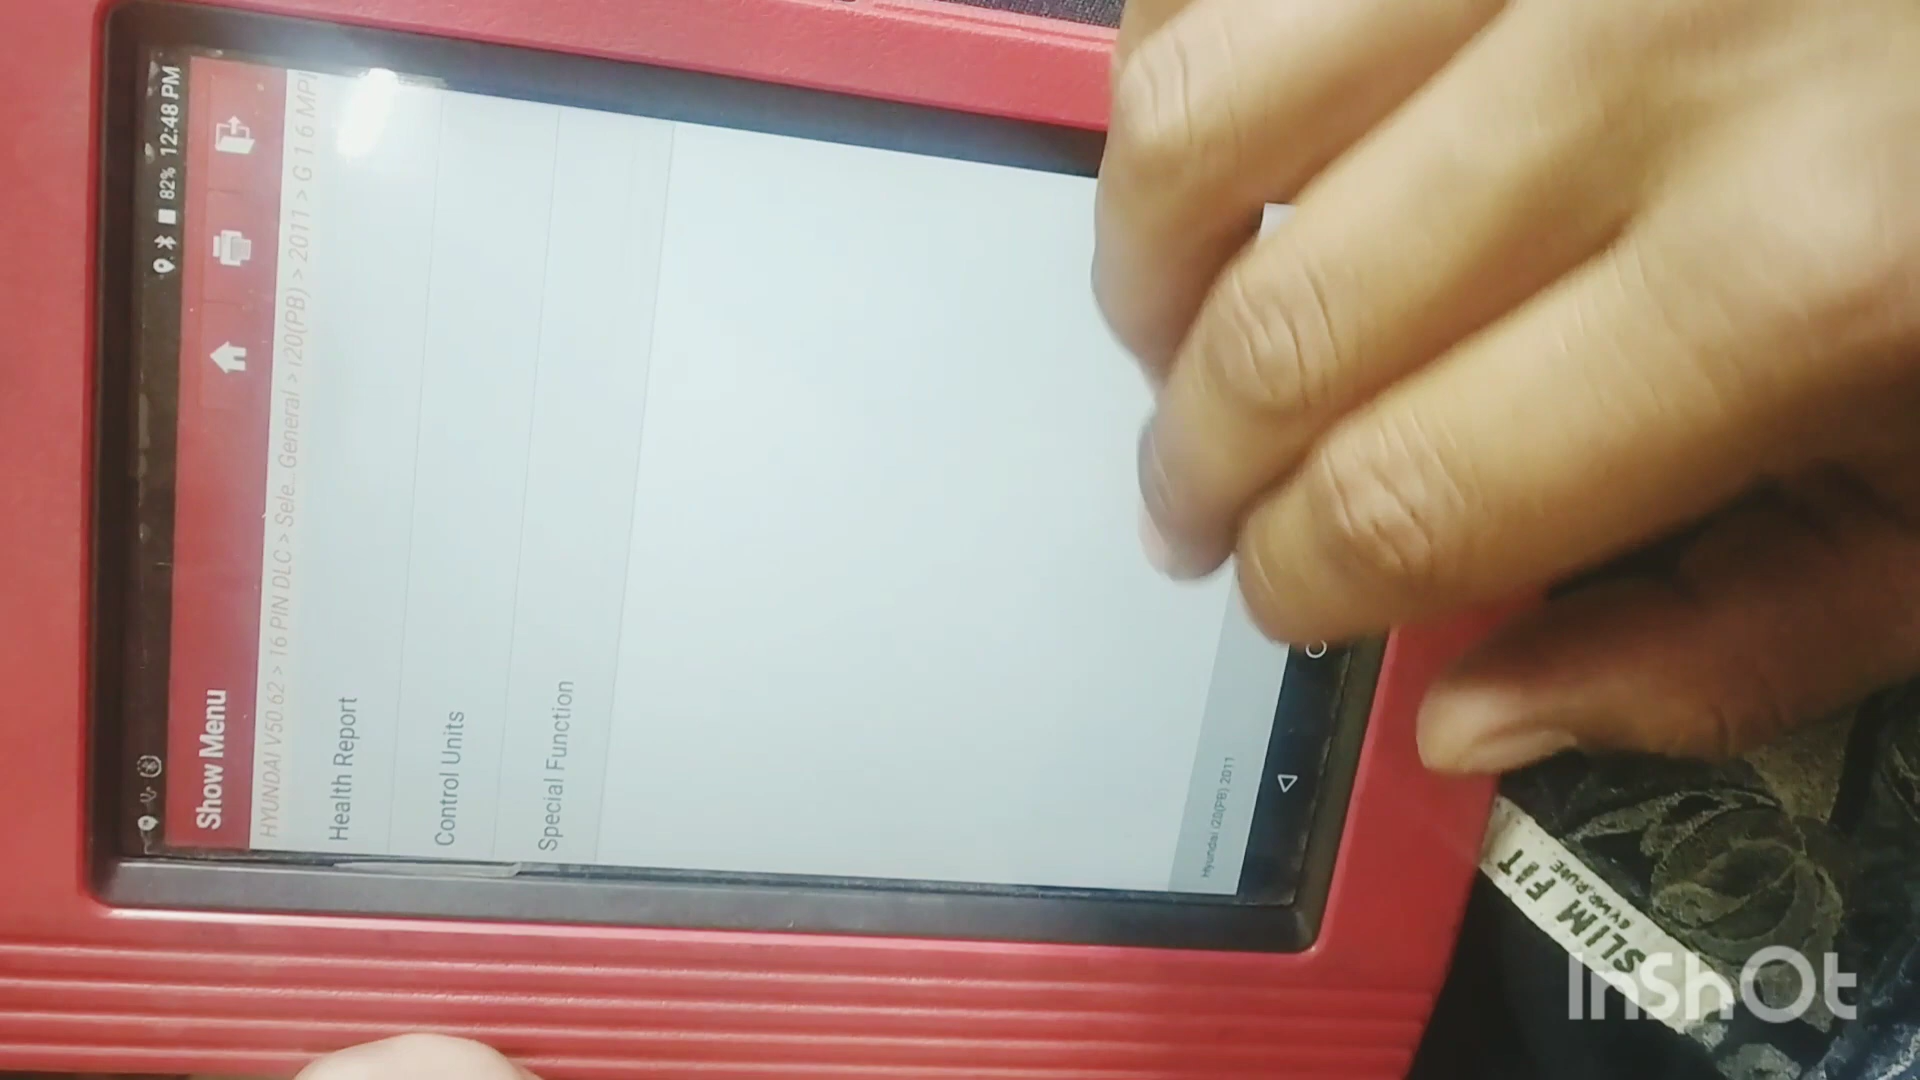 82% 12:48 PM
Show Menu
HYUNDAI V50.62 > 16 PIN DLC > Sele...General > i20(PB) > 2011 > G 1.6 MPI
Health Report
Control Units
Special Function
Hyundai i20(PB) 2011
SLIM FIT
InShOt